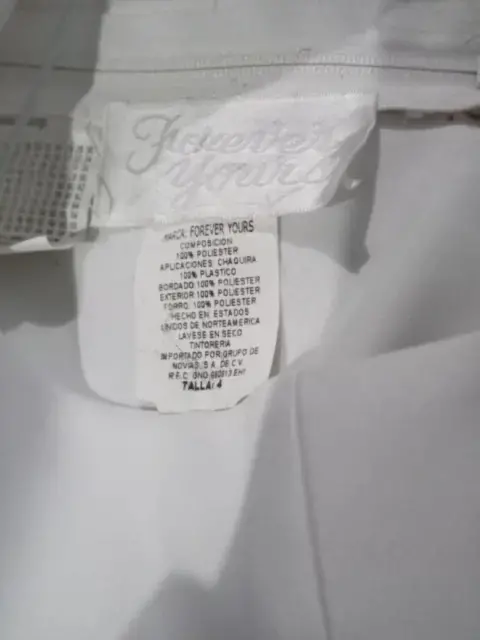 Forever
Yours
MARCA: FOREVER YOURS
COMPOSICION
100% POLIESTER
APLICACIONES: CHAQUIRA
100% PLASTICO
BORDADO:100% POLIESTER
EXTERIOR:100% POLIESTER
FORRO: 100% POLIESTER
HECHO EN ESTADOS
UNIDOS DE NORTEAMERICA
LAVESE EN SECO
TINTORERIA
IMPORTADO POR:GRUPO DE
NOVIAS, S.A. DE C.V.
R.F.C.
TALLA: 4